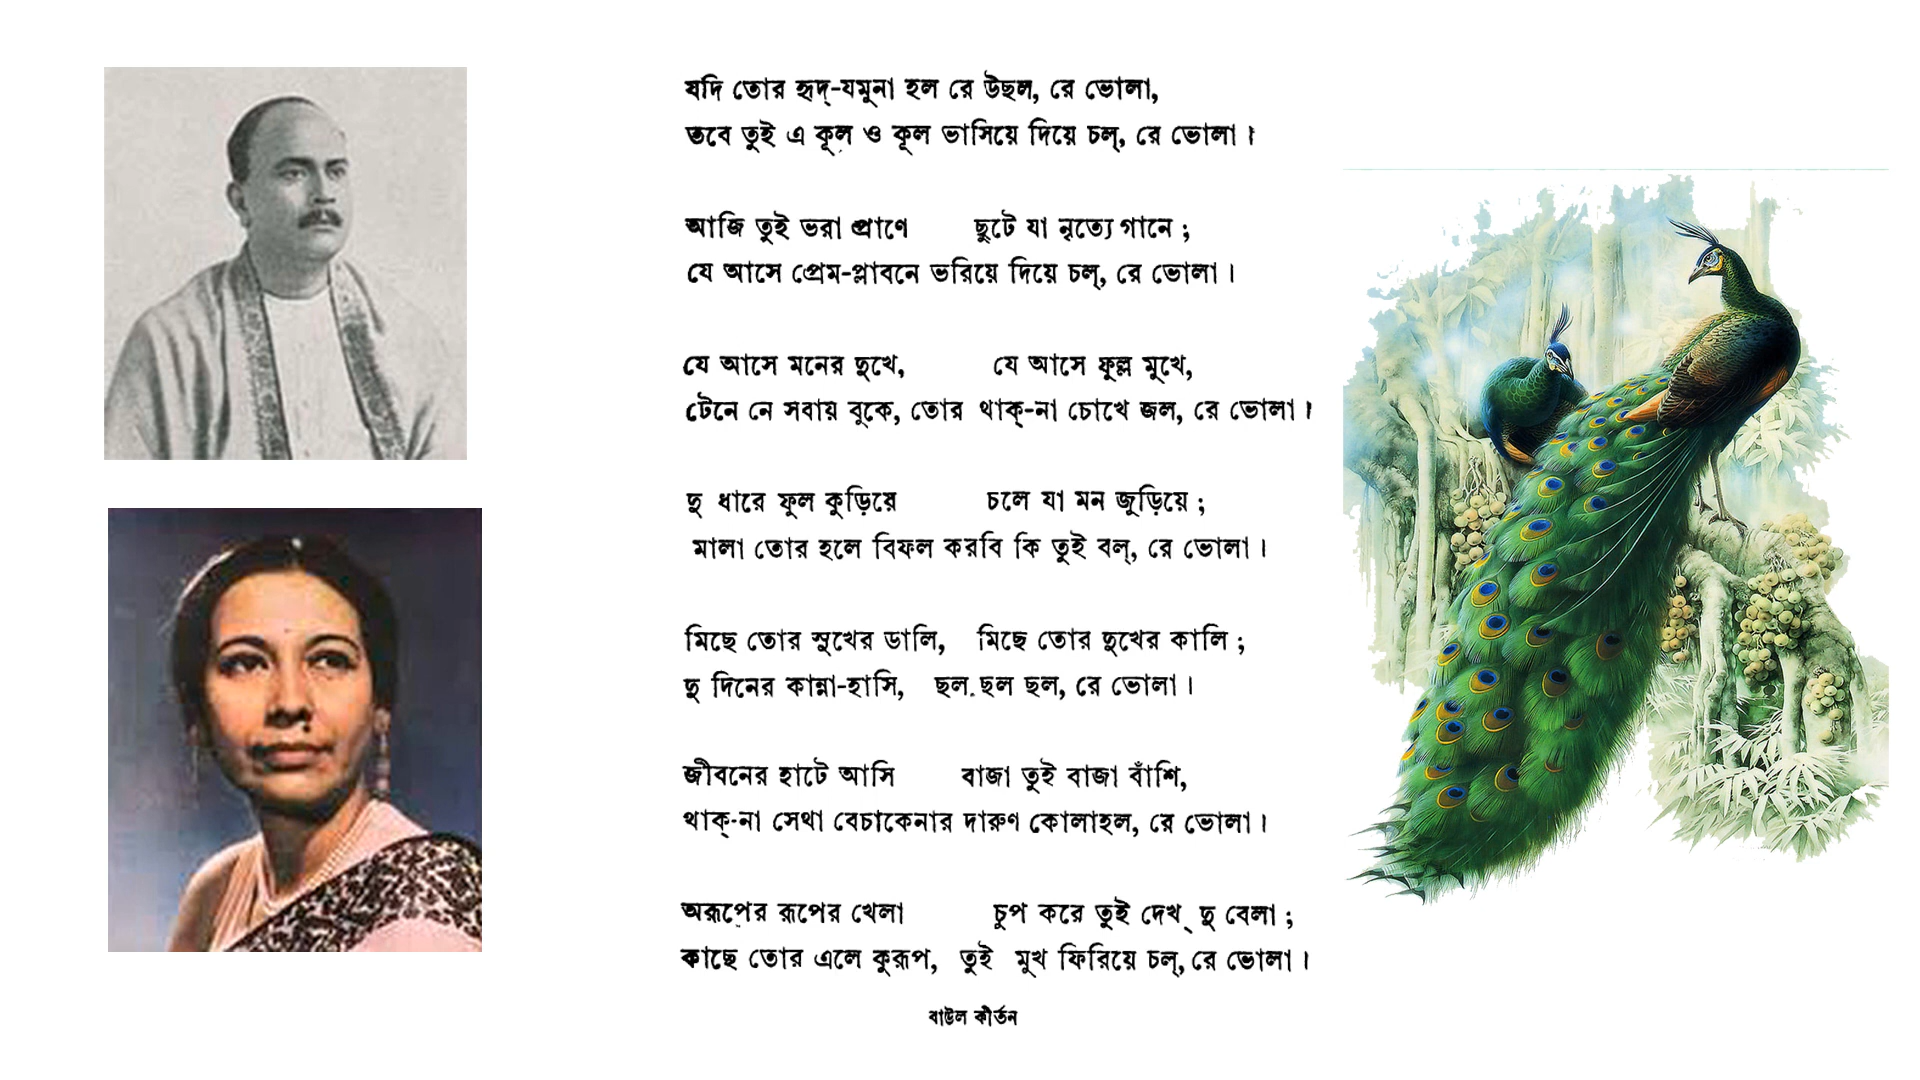 যদি তোর হৃদ্-যমুনা হল রে উছল, রে ভোলা,
তবে তুই এ কূল ও কূল ভাসিয়ে দিয়ে চল্, রে ভোলা।
আজি তুই ভরা প্রাণে ছুটে যা নৃত্যে গানে ;
যে আসে প্রেম-প্লাবনে ভরিয়ে দিয়ে চল্, রে ভোলা।
যে আসে মনের দুখে, যে আসে ফুল্ল মুখে,
টেনে নে সবায় বুকে, তোর থাক্-না চোখে জল, রে ভোলা।
দু ধারে ফুল কুড়িয়ে চলে যা মন জুড়িয়ে ;
মালা তোর হলে বিফল করবি কি তুই বল্, রে ভোলা।
মিছে তোর সুখের ডালি, মিছে তোর দুখের কালি ;
দু দিনের কান্না-হাসি, ছল ছল ছল, রে ভোলা।
জীবনের হাটে আসি বাজা তুই বাজা বাঁশি,
থাক্-না সেথা বেচাকেনার দারুণ কোলাহল, রে ভোলা।
অরূপের রূপের খেলা চুপ করে তুই দেখ্ দু বেলা ;
কাছে তোর এলে কুরূপ, তুই মুখ ফিরিয়ে চল্, রে ভোলা।
বাউল কীর্তন